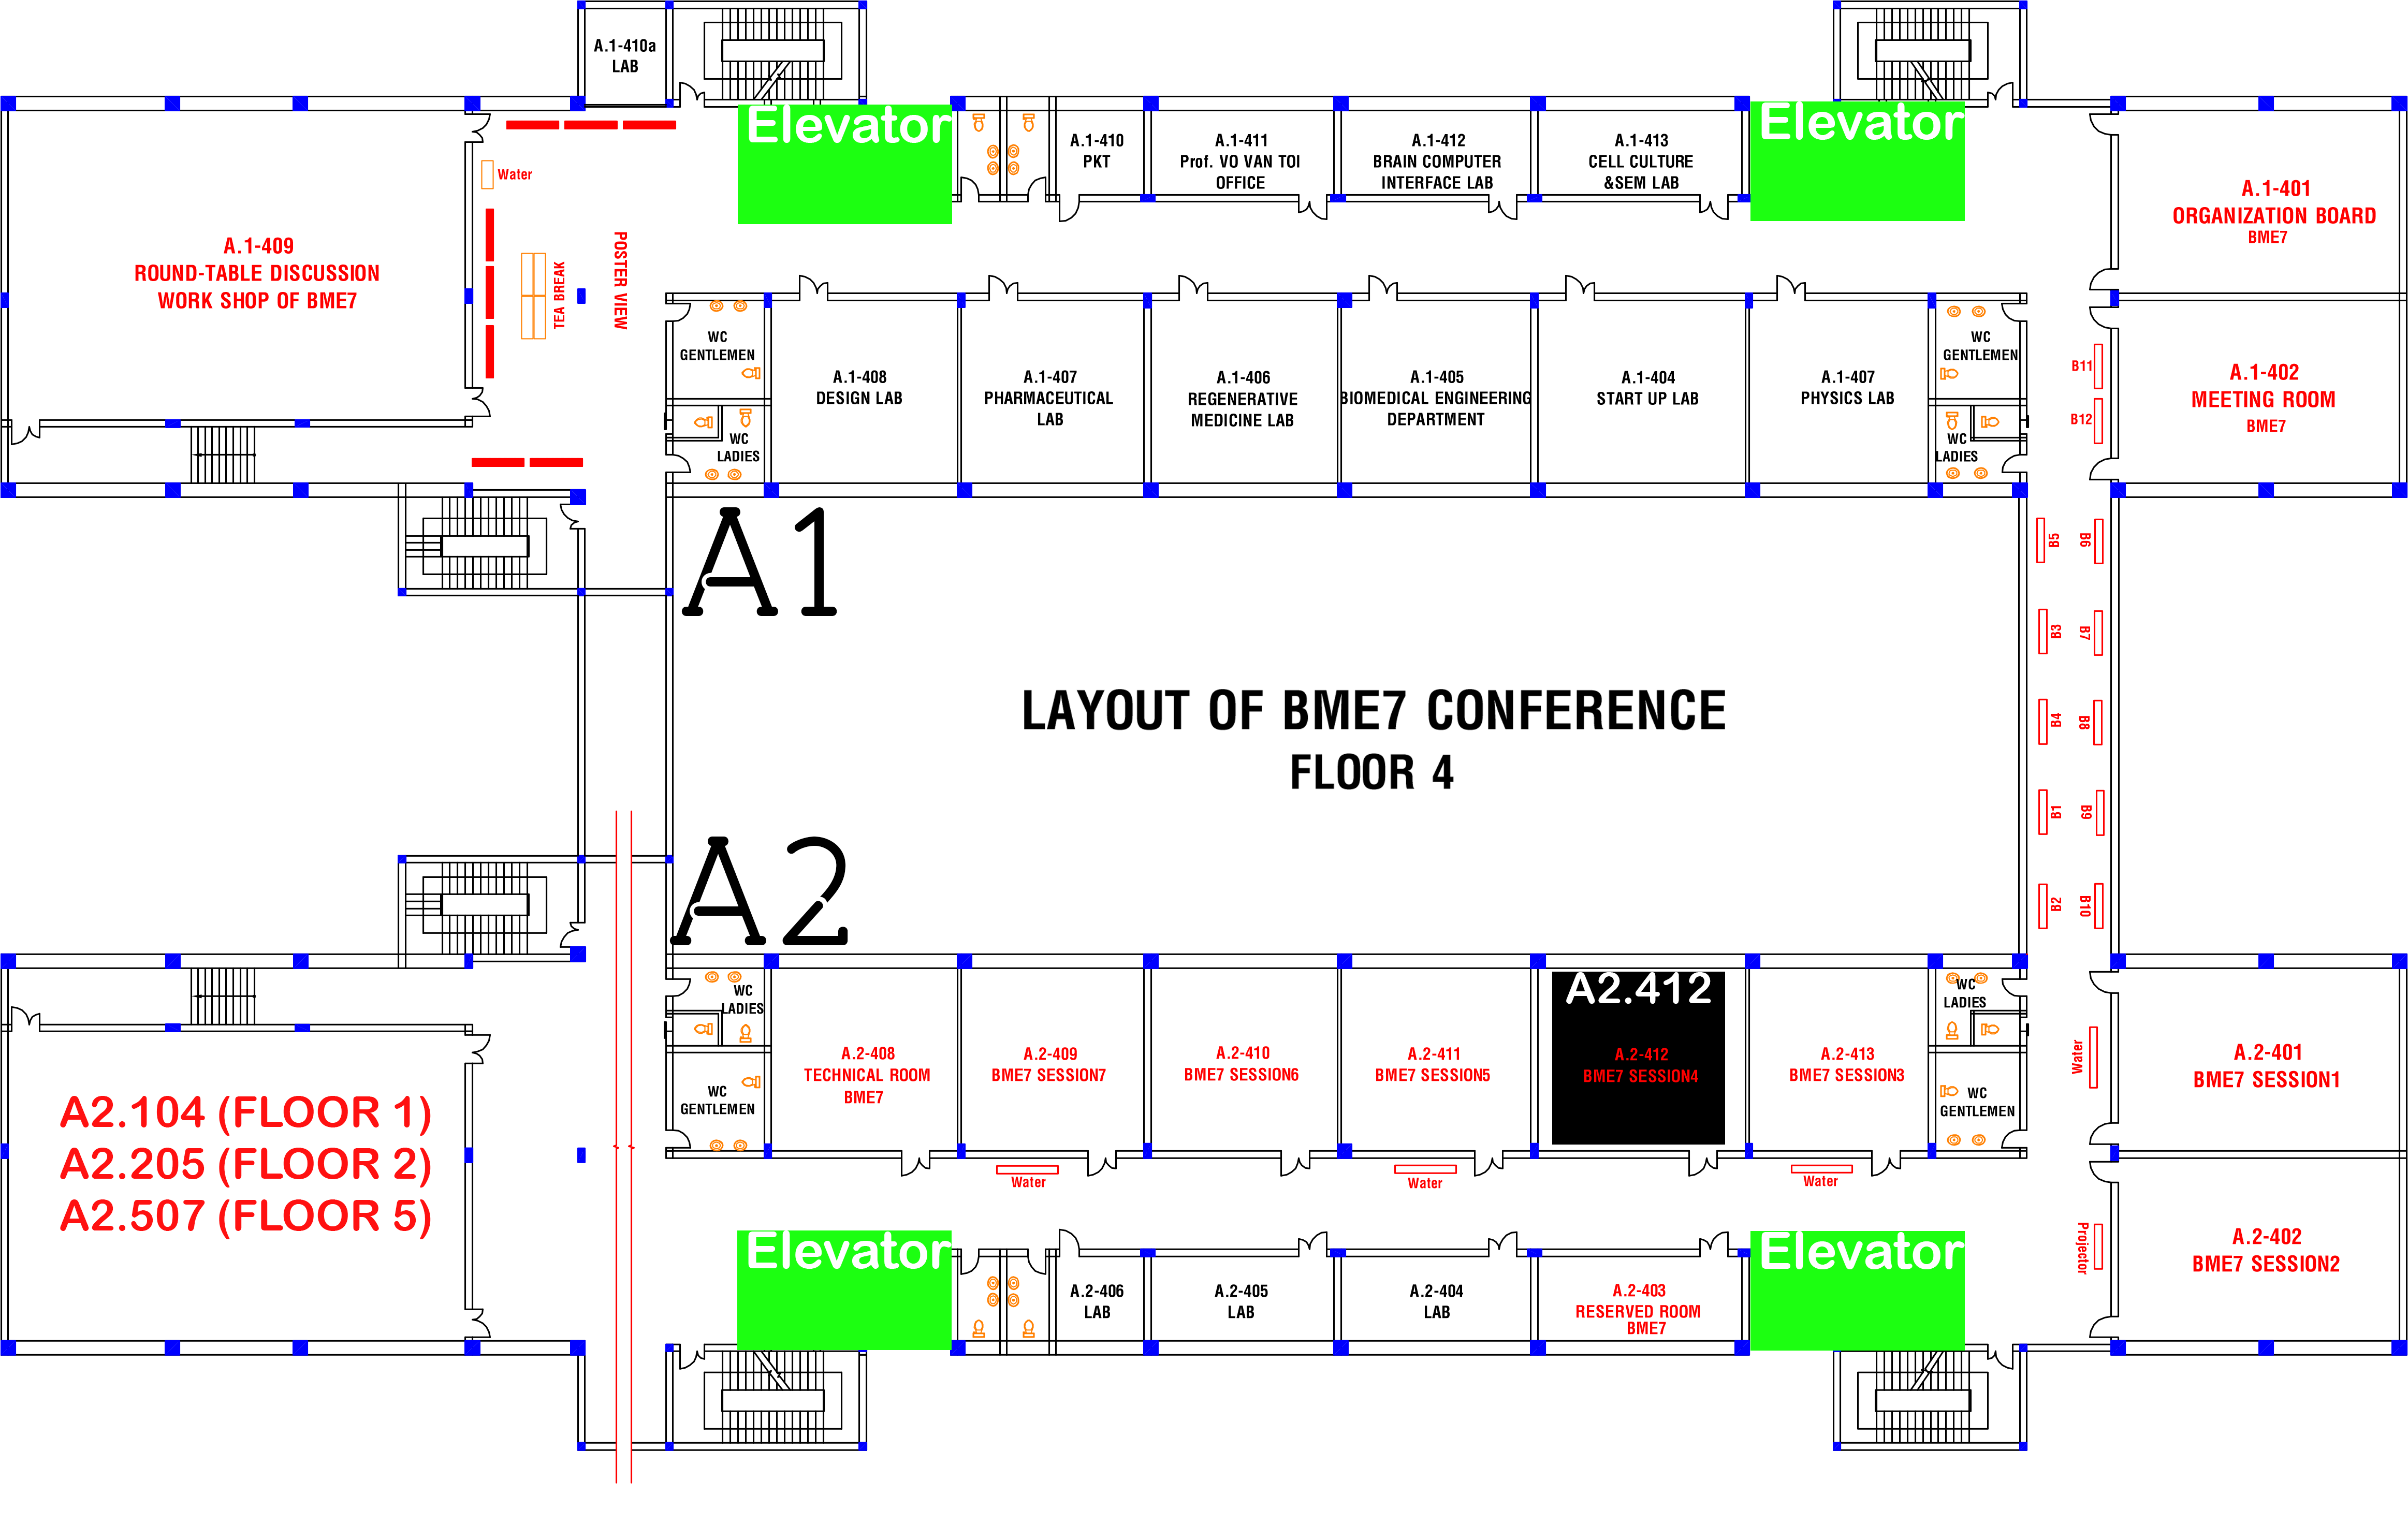 A.1-410a
LAB
Elevator
A.1-410
PKT
A.1-411
Prof. VO VAN TOI
OFFICE
A.1-412
BRAIN COMPUTER
INTERFACE LAB
A.1-413
CELL CULTURE
&SEM LAB
Elevator
A.1-401
ORGANIZATION BOARD
BME7
A.1-409
ROUND-TABLE DISCUSSION
WORK SHOP OF BME7
Water
TEA BREAK
POSTER VIEW
WC
GENTLEMEN
WC
LADIES
A.1-408
DESIGN LAB
A.1-407
PHARMACEUTICAL
LAB
A.1-406
REGENERATIVE
MEDICINE LAB
A.1-405
BIOMEDICAL ENGINEERING
DEPARTMENT
A.1-404
START UP LAB
A.1-407
PHYSICS LAB
WC
GENTLEMEN
WC
LADIES
B11
B12
A.1-402
MEETING ROOM
BME7
A1
B5
B6
B3
B7
LAYOUT OF BME7 CONFERENCE
FLOOR 4
B4
B8
B1
B9
A2
B2
B10
WC
LADIES
WC
GENTLEMEN
A.2-408
TECHNICAL ROOM
BME7
A.2-409
BME7 SESSION7
A.2-410
BME7 SESSION6
A.2-411
BME7 SESSION5
A2.412
A.2-412
BME7 SESSION4
A.2-413
BME7 SESSION3
WC
LADIES
WC
GENTLEMEN
Water
A.2-401
BME7 SESSION1
A2.104 (FLOOR 1)
A2.205 (FLOOR 2)
A2.507 (FLOOR 5)
Water
Water
Water
Elevator
A.2-406
LAB
A.2-405
LAB
A.2-404
LAB
A.2-403
RESERVED ROOM
BME7
Elevator
Projector
A.2-402
BME7 SESSION2